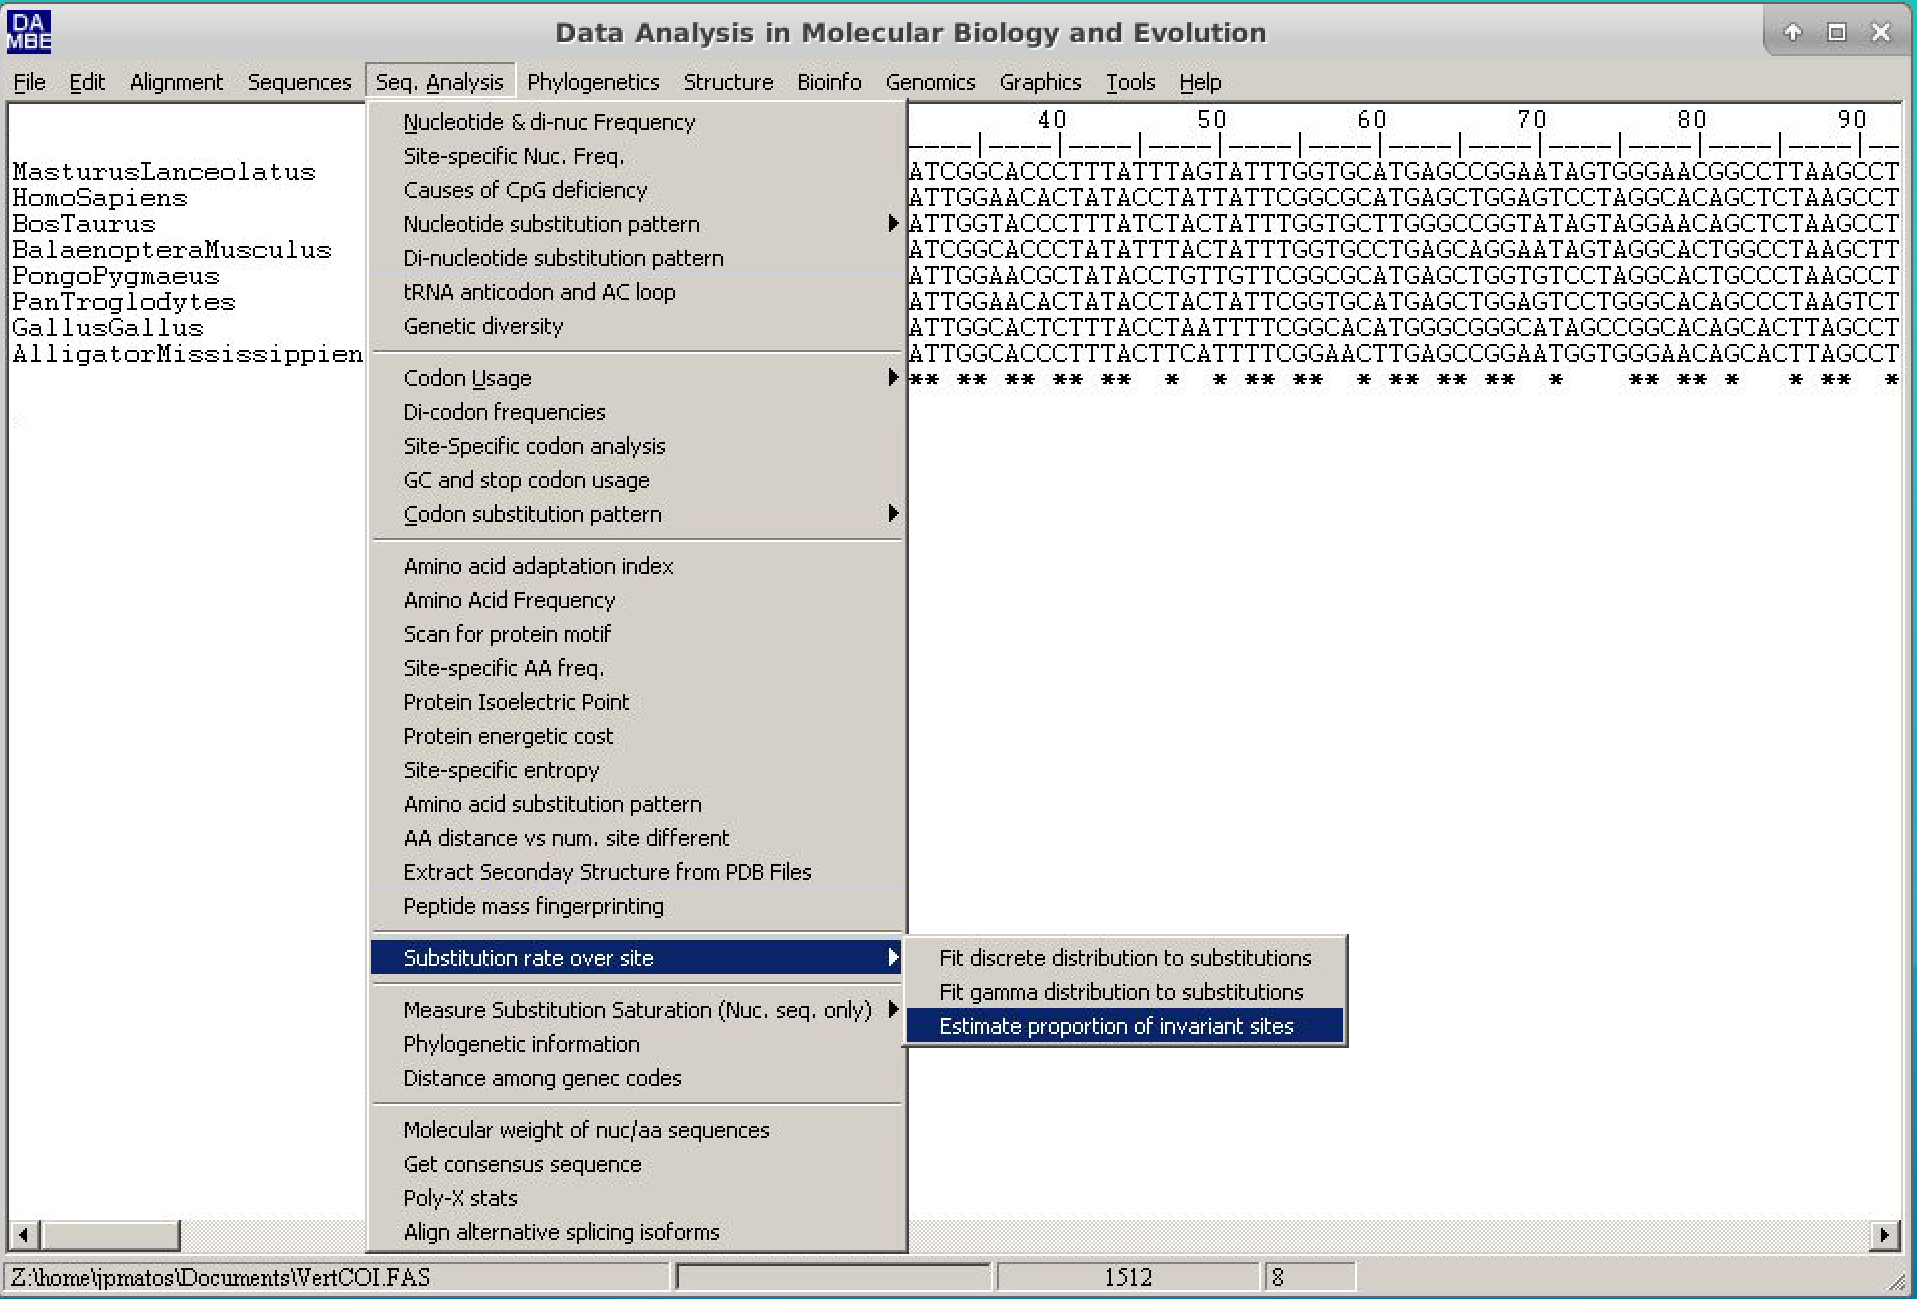 DA
MBE
Data Analysis in Molecular Biology and Evolution
File Edit Alignment Sequences Seq. Analysis Phylogenetics Structure Bioinfo Genomics Graphics Tools Help
40 50 60 70 80 90
----|----|----|----|----|----|----|----|----|----|----|----|--
MasturusLanceolatus ATCGGCACCCTTTATTTAGTATTTGGTGCATGAGCCGGAATAGTGGGAACGGCCTTAAGCCT
HomoSapiens ATTGGAACACTATACCTATTATTCGGCGCATGAGCTGGAGTCCTAGGCACAGCTCTAAGCCT
BosTaurus ATTGGTACCCTTTATCTACTATTTGGTGCTTGGGCCGGTATAGTAGGAACAGCTCTAAGCCT
BalaenopteraMusculus ATCGGCACCCTATATTTACTATTTGGTGCCTGAGCAGGAATAGTAGGCACTGGCCTAAGCTT
PongoPygmaeus ATTGGAACGCTATACCTGTTGTTCGGCGCATGAGCTGGTGTCCTAGGCACTGCCCTAAGCCT
PanTroglodytes ATTGGAACACTATACCTACTATTCGGTGCATGAGCTGGAGTCCTGGGCACAGCCCTAAGTCT
GallusGallus ATTGGCACTCTTTACCTAATTTTCGGCACATGGGCGGGCATAGCCGGCACAGCACTTAGCCT
AlligatorMississippien ATTGGCACCCTTTACTTCATTTTCGGAACTTGAGCCGGAATGGTGGGAACAGCACTTAGCCT
** ** ** ** ** * * ** ** * ** ** ** * ** ** * * ** *
Nucleotide & di-nuc Frequency
Site-specific Nuc. Freq.
Causes of CpG deficiency
Nucleotide substitution pattern
Di-nucleotide substitution pattern
tRNA anticodon and AC loop
Genetic diversity
Codon Usage
Di-codon frequencies
Site-Specific codon analysis
GC and stop codon usage
Codon substitution pattern
Amino acid adaptation index
Amino Acid Frequency
Scan for protein motif
Site-specific AA freq.
Protein Isoelectric Point
Protein energetic cost
Site-specific entropy
Amino acid substitution pattern
AA distance vs num. site different
Extract Seconday Structure from PDB Files
Peptide mass fingerprinting
Substitution rate over site
Fit discrete distribution to substitutions
Fit gamma distribution to substitutions
Estimate proportion of invariant sites
Measure Substitution Saturation (Nuc. seq. only)
Phylogenetic information
Distance among genec codes
Molecular weight of nuc/aa sequences
Get consensus sequence
Poly-X stats
Align alternative splicing isoforms
Z:\home\jpmatos\Documents\VertCOI.FAS 1512 8